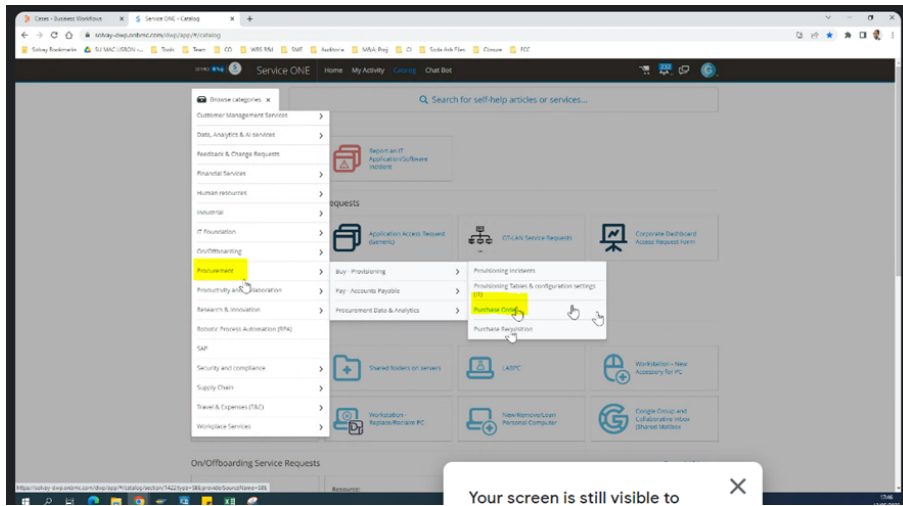 Cases - Business Workflows
Service ONE - Catalog
solvay-dwp.onbmc.com/dwp/app/#/catalog
Solvay Bookmarks
Tools
Team
CO
WBS RM
SMF
Auditoria
M&A Proj
CI
Soda Ash Files
Closure
FCC
Service ONE
Home
My Activity
Catalog
Chat Bot
G
Browse categories x
Search for self-help articles or services...
Customer Management Services
Data, Analytics & AI services
Feedback & Change Requests
Financial Services
Human resources
Industrial
IT Foundation
On/Offboarding
Procurement
Productivity and Collaboration
Research & Innovation
Robotic Process Automation (RPA)
SAP
Security and compliance
Supply Chain
Travel & Expenses (T&E)
Workplace Services
Buy - Provisioning
Pay - Accounts Payable
Procurement Data & Analytics
Provisioning incidents
Provisioning Tables & configuration settings
Purchase Order
Purchase Requisition
Report an IT
Application/Software
Incident
equests
Application Access Request
(Generic)
OT-LAN Service Requests
Corporate Dashboard
Access Request Form
Shared folders on servers
LABPC
Workstation - New
Accessory for PC
Workstation -
Replace/Reclaim PC
New/Remove/Loan
Personal Computer
Google Group and
Collaborative Inbox
(Shared Mailbox
On/Offboarding Service Requests
Resource:
Your screen is still visible to
17:46